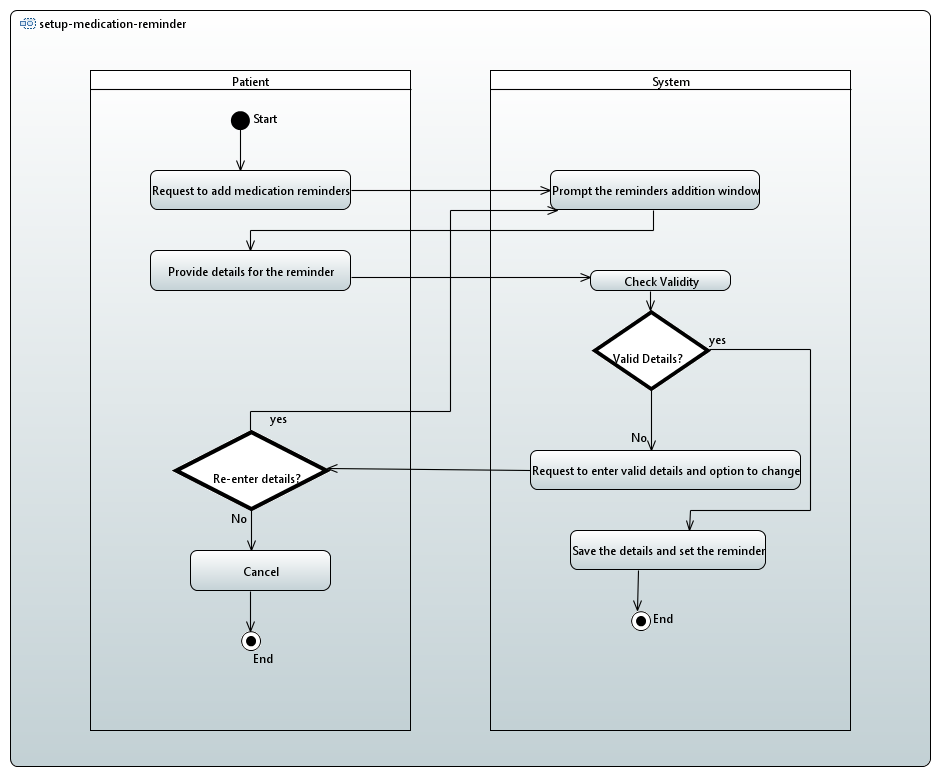 setup-medication-reminder
Patient
System
Start
Request to add medication reminders
Prompt the reminders addition window
Provide details for the reminder
Check Validity
yes
Valid Details?
yes
No
Re-enter details?
Request to enter valid details and option to change
No
Save the details and set the reminder
Cancel
End
End